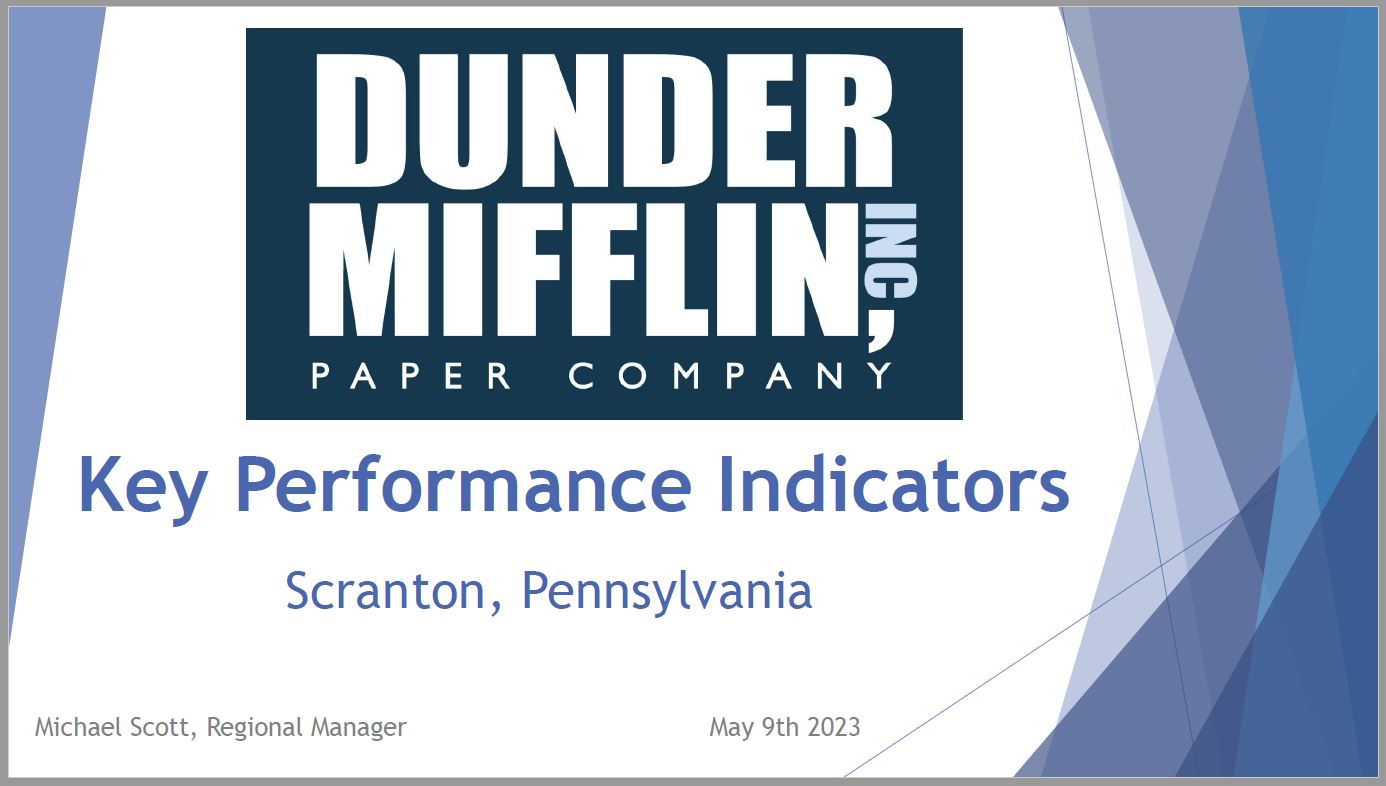 DUNDER
MIFFLIN, INC
PAPER COMPANY
Key Performance Indicators
Scranton, Pennsylvania
Michael Scott, Regional Manager
May 9th 2023